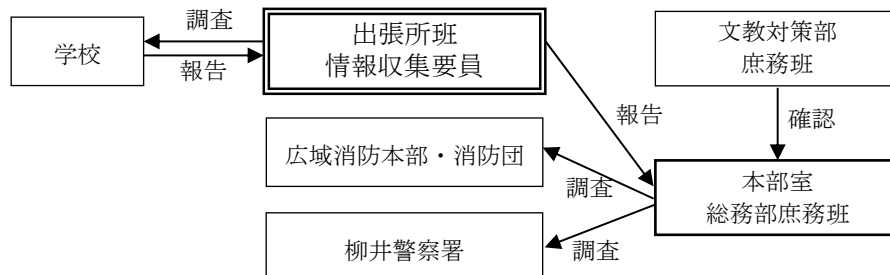 調査
学校
報告
出張所班
情報収集要員
文教対策部
庶務班
報告
確認
広域消防本部・消防団
調査
本部室
総務部庶務班
柳井警察署
調査